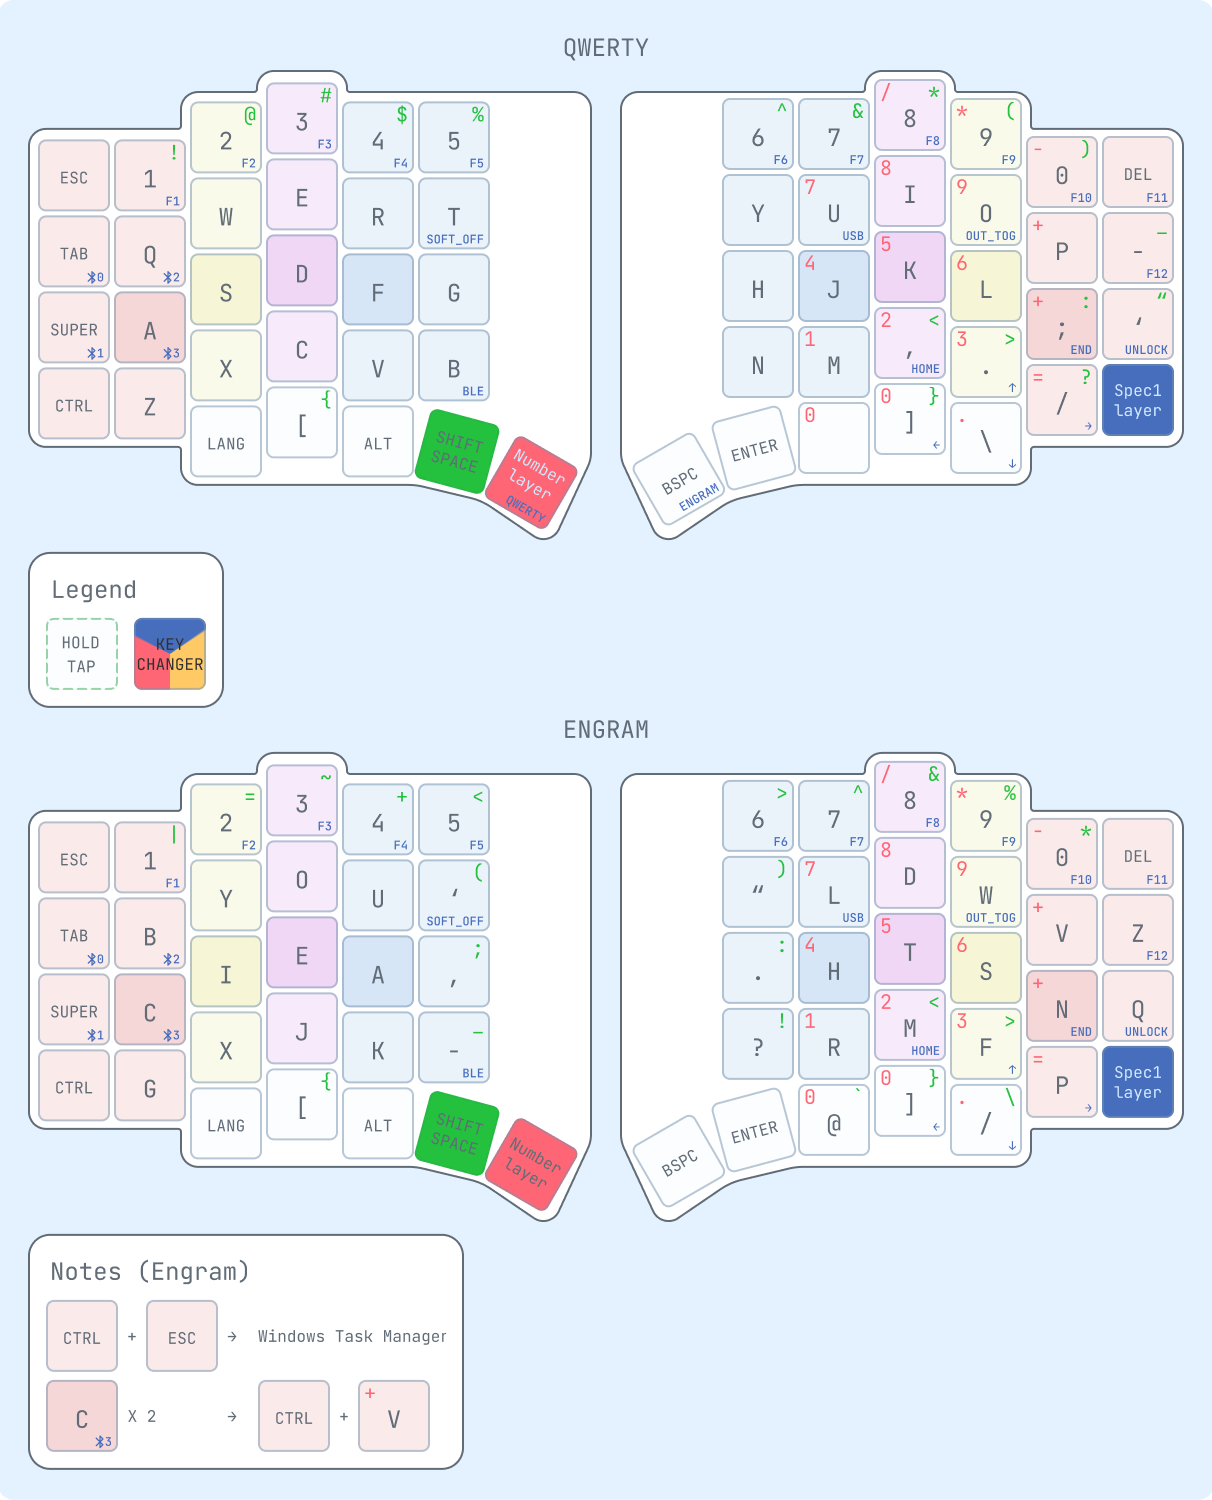 QWERTY
ESC
! 1 F1
@ 2 F2
# 3 F3
$ 4 F4
% 5 F5
^ 6 F6
& 7 F7
/ * 8 F8
* ( 9 F9
- ) 0 F10
DEL F11
TAB 0
Q 2
W
E
R
T SOFT_OFF
Y
7 U USB
8 I
9 O OUT_TOG
+ P
_ - F12
SUPER 1
A 3
S
D
F
G
H
4 J
5 K
6 L
+ : ; END
“ ‘ UNLOCK
CTRL
Z
X
C
V
B BLE
N
1 M
2 < , HOME
3 > . ↑
= ? / →
Spec1
layer
LANG
{ [
ALT
SHIFT
SPACE
Number
layer
QWERTY
BSPC
ENGRAM
ENTER
0
0 } ] ←
. \ ↓
Legend
HOLD
TAP
KEY
CHANGER
ENGRAM
ESC
| 1 F1
= 2 F2
~ 3 F3
+ 4 F4
< 5 F5
> 6 F6
^ 7 F7
/ & 8 F8
* % 9 F9
- * 0 F10
DEL F11
TAB 0
B 2
Y
O
U
( ‘ SOFT_OFF
) “
7 L USB
8 D
9 W OUT_TOG
+ V
Z F12
SUPER 1
C 3
I
E
A
; ,
: .
4 H
5 T
6 S
+ N END
Q UNLOCK
CTRL
G
X
J
K
_ - BLE
! ?
1 R
2 < M HOME
3 > F ↑
= P →
Spec1
layer
LANG
{ [
ALT
SHIFT
SPACE
Number
layer
BSPC
ENTER
0 ` @
0 } ] ←
. \ / ↓
Notes (Engram)
CTRL + ESC → Windows Task Manager
C 3 X 2 → CTRL + + V